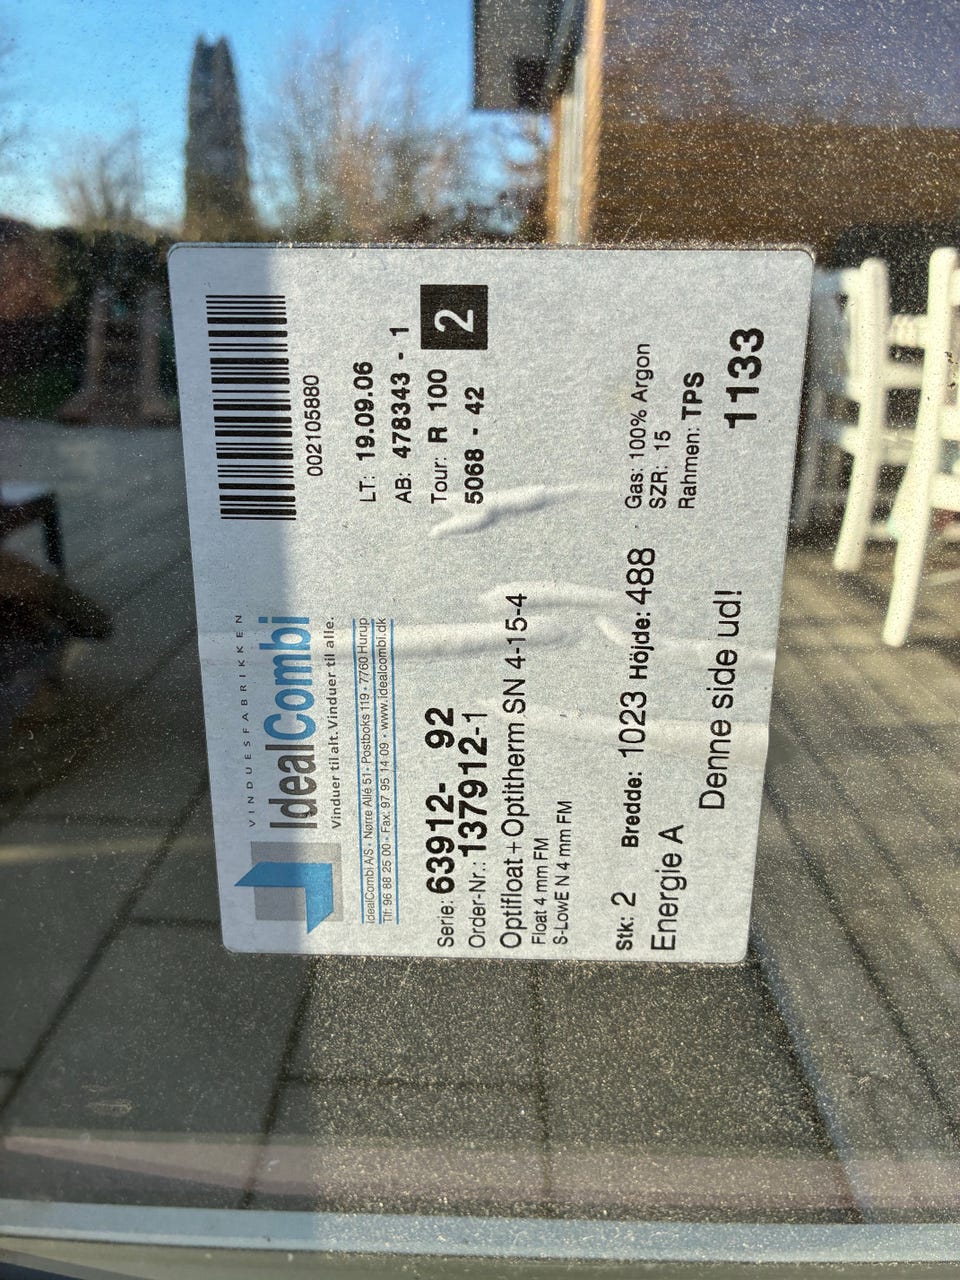 VINDUESFABRIKKEN
IdealCombi
Vinduer til alt. Vinduer til alle.
IdealCombi A/S • Nørre Allé 51 • Postboks 119 • 7760 Hurup
Tlf: 96 88 25 00 • Fax: 97 95 14 09 • www.idealcombi.dk
002105880
LT: 19.09.06
AB: 478343 - 1
Tour: R 100 2
5068 - 42
Serie: 63912- 92
Order-Nr.: 137912-1
Optifloat + Optitherm SN 4-15-4
Float 4 mm FM
S-LowE N 4 mm FM
Gas: 100% Argon
SZR: 15
Rahmen: TPS
Stk: 2 Bredde: 1023 Höjde: 488
Energie A
Denne side ud!
1133